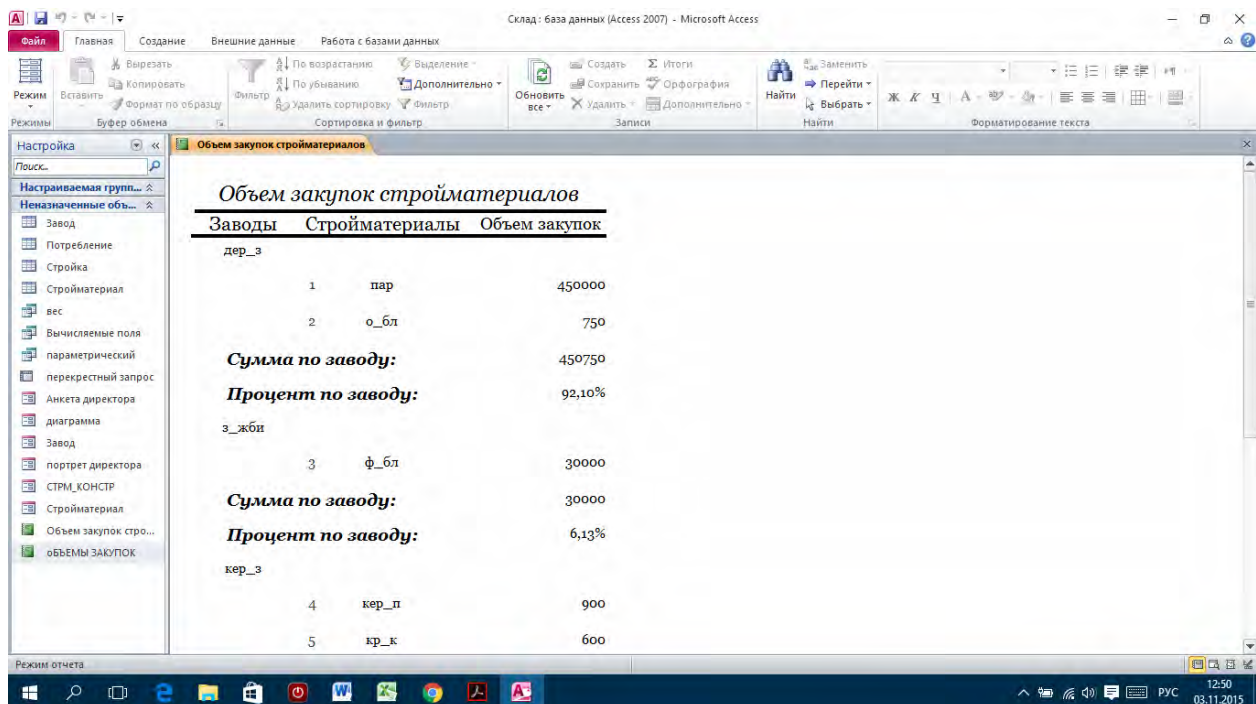 Склад : база данных (Access 2007) - Microsoft Access
Файл Главная Создание Внешние данные Работа с базами данных
Режим
Режимы
Вставить
Вырезать
Копировать
Формат по образцу
Буфер обмена
Фильтр
По возрастанию
По убыванию
Удалить сортировку
Выделение
Дополнительно
Фильтр
Сортировка и фильтр
Обновить все
Создать
Сохранить
Удалить
Итоги
Орфография
Дополнительно
Записи
Найти
Заменить
Перейти
Выбрать
Найти
Ж К Ч А
Форматирование текста
Настройка
Поиск...
Настраиваемая групп...
Неназначенные объ...
Завод
Потребление
Стройка
Стройматериал
вес
Вычисляемые поля
параметрический
перекрестный запрос
Анкета директора
диаграмма
Завод
портрет директора
СТРМ_КОНСТР
Стройматериал
Объем закупок стро...
оБЪЕМЫ ЗАКУПОК
Объем закупок стройматериалов
Объем закупок стройматериалов
Заводы Стройматериалы Объем закупок
дер_з
1 пар 450000
2 о_бл 750
Сумма по заводу: 450750
Процент по заводу: 92,10%
з_жби
3 ф_бл 30000
Сумма по заводу: 30000
Процент по заводу: 6,13%
кер_з
4 кер_п 900
5 кр_к 600
Режим отчета
РУС
12:50
03.11.2015